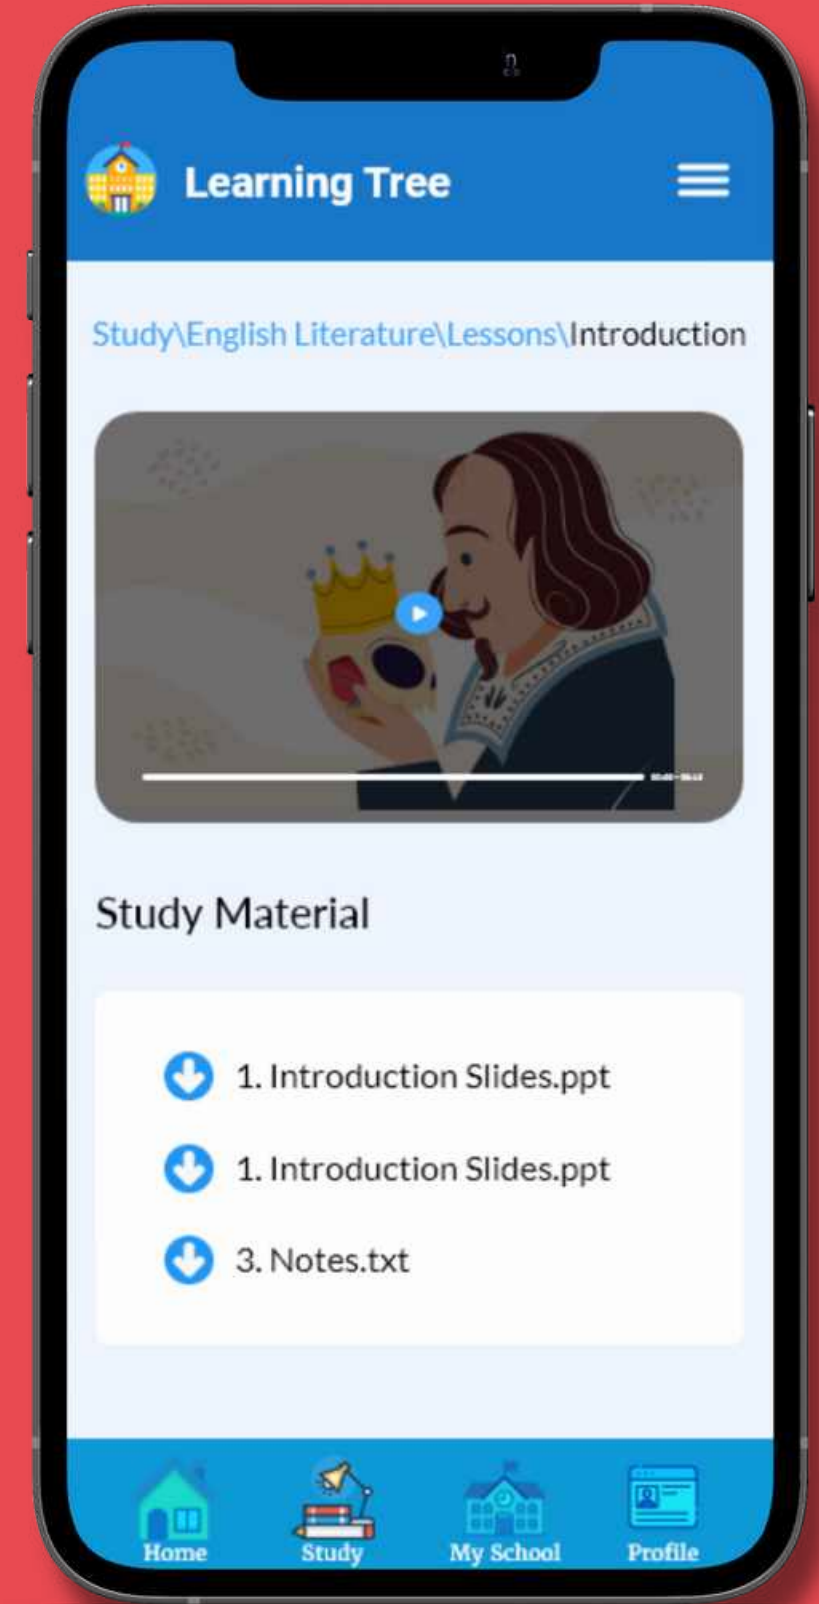 Learning Tree
Study\English Literature\Lessons\Introduction
Study Material
1. Introduction Slides.ppt
1. Introduction Slides.ppt
3. Notes.txt
Home Study My School Profile